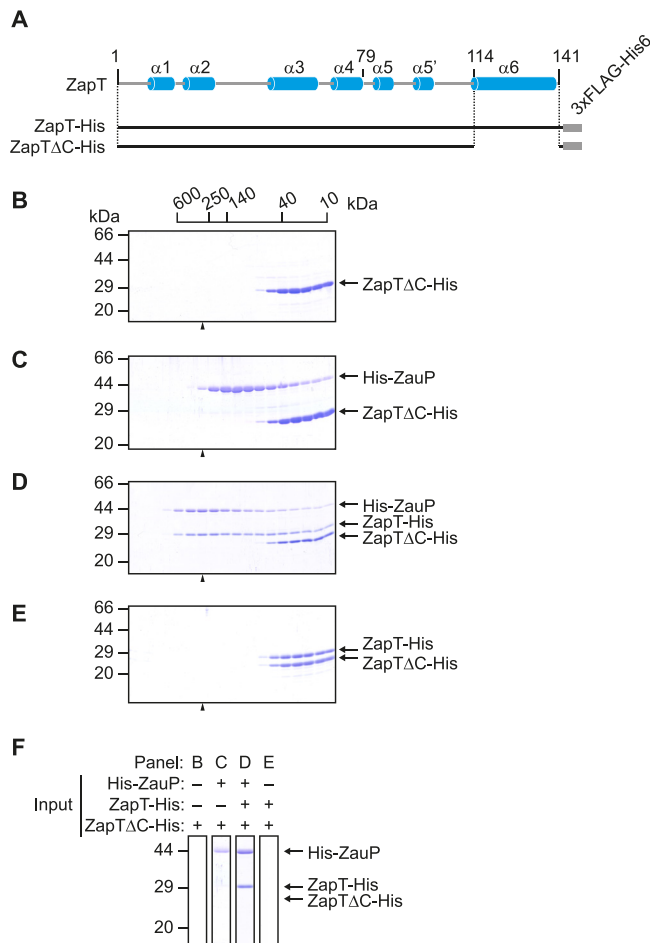 A
1 α1 α2 α3 α4 79 α5 α5' 114 α6 141
3xFLAG-His6
ZapT
ZapT-His
ZapTΔC-His
B
600 250 140 40 10 kDa
kDa
66
44
29
20
ZapTΔC-His
C
66
44
29
20
His-ZauP
ZapTΔC-His
D
66
44
29
20
His-ZauP
ZapT-His
ZapTΔC-His
E
66
44
29
20
ZapT-His
ZapTΔC-His
F
Panel: B C D E
Input
His-ZauP: – + + –
ZapT-His: – – + +
ZapTΔC-His: + + + +
44
29
20
His-ZauP
ZapT-His
ZapTΔC-His